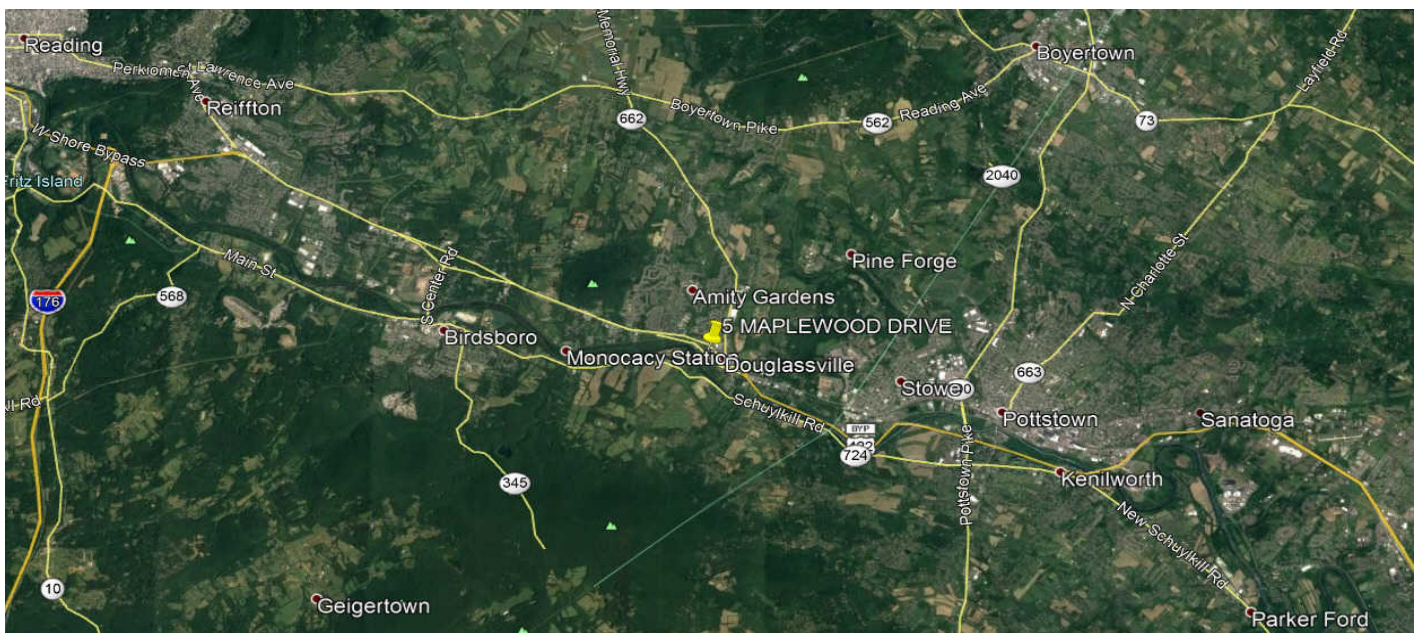 Reading
Perkiomen Ave
St Lawrence Ave
Memorial Hwy
Boyertown
Layfield Rd
Reiffton
662
Boyertown Pike
562
Reading Ave
73
W Shore Bypass
Fritz Island
2040
N Charlotte St
Main St
S Center Rd
Pine Forge
176
568
Amity Gardens
5 MAPLEWOOD DRIVE
Birdsboro
Monocacy Station
Douglassville
663
Stowe
Pottstown
Sanatoga
Schuylkill Rd
BYP
422
724
Pottstown Pike
Kenilworth
345
New Schuylkill Rd
10
Geigertown
Parker Ford